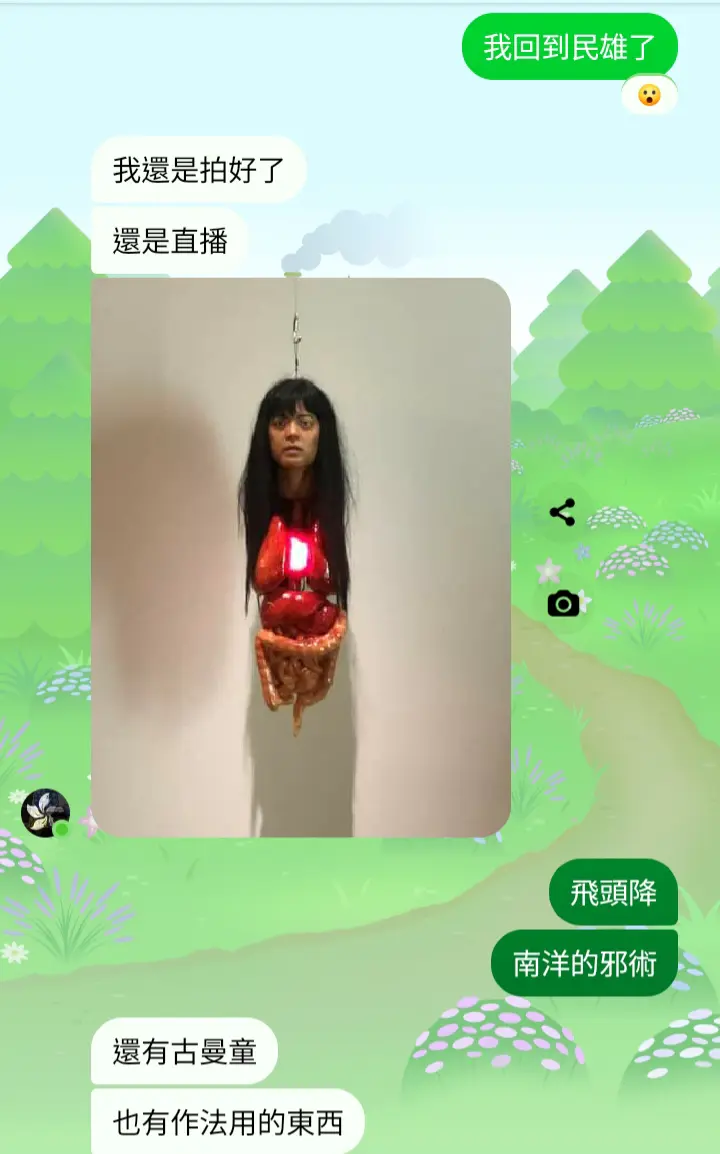 我回到民雄了
我還是拍好了
還是直播
飛頭降
南洋的邪術
還有古曼童
也有作法用的東西